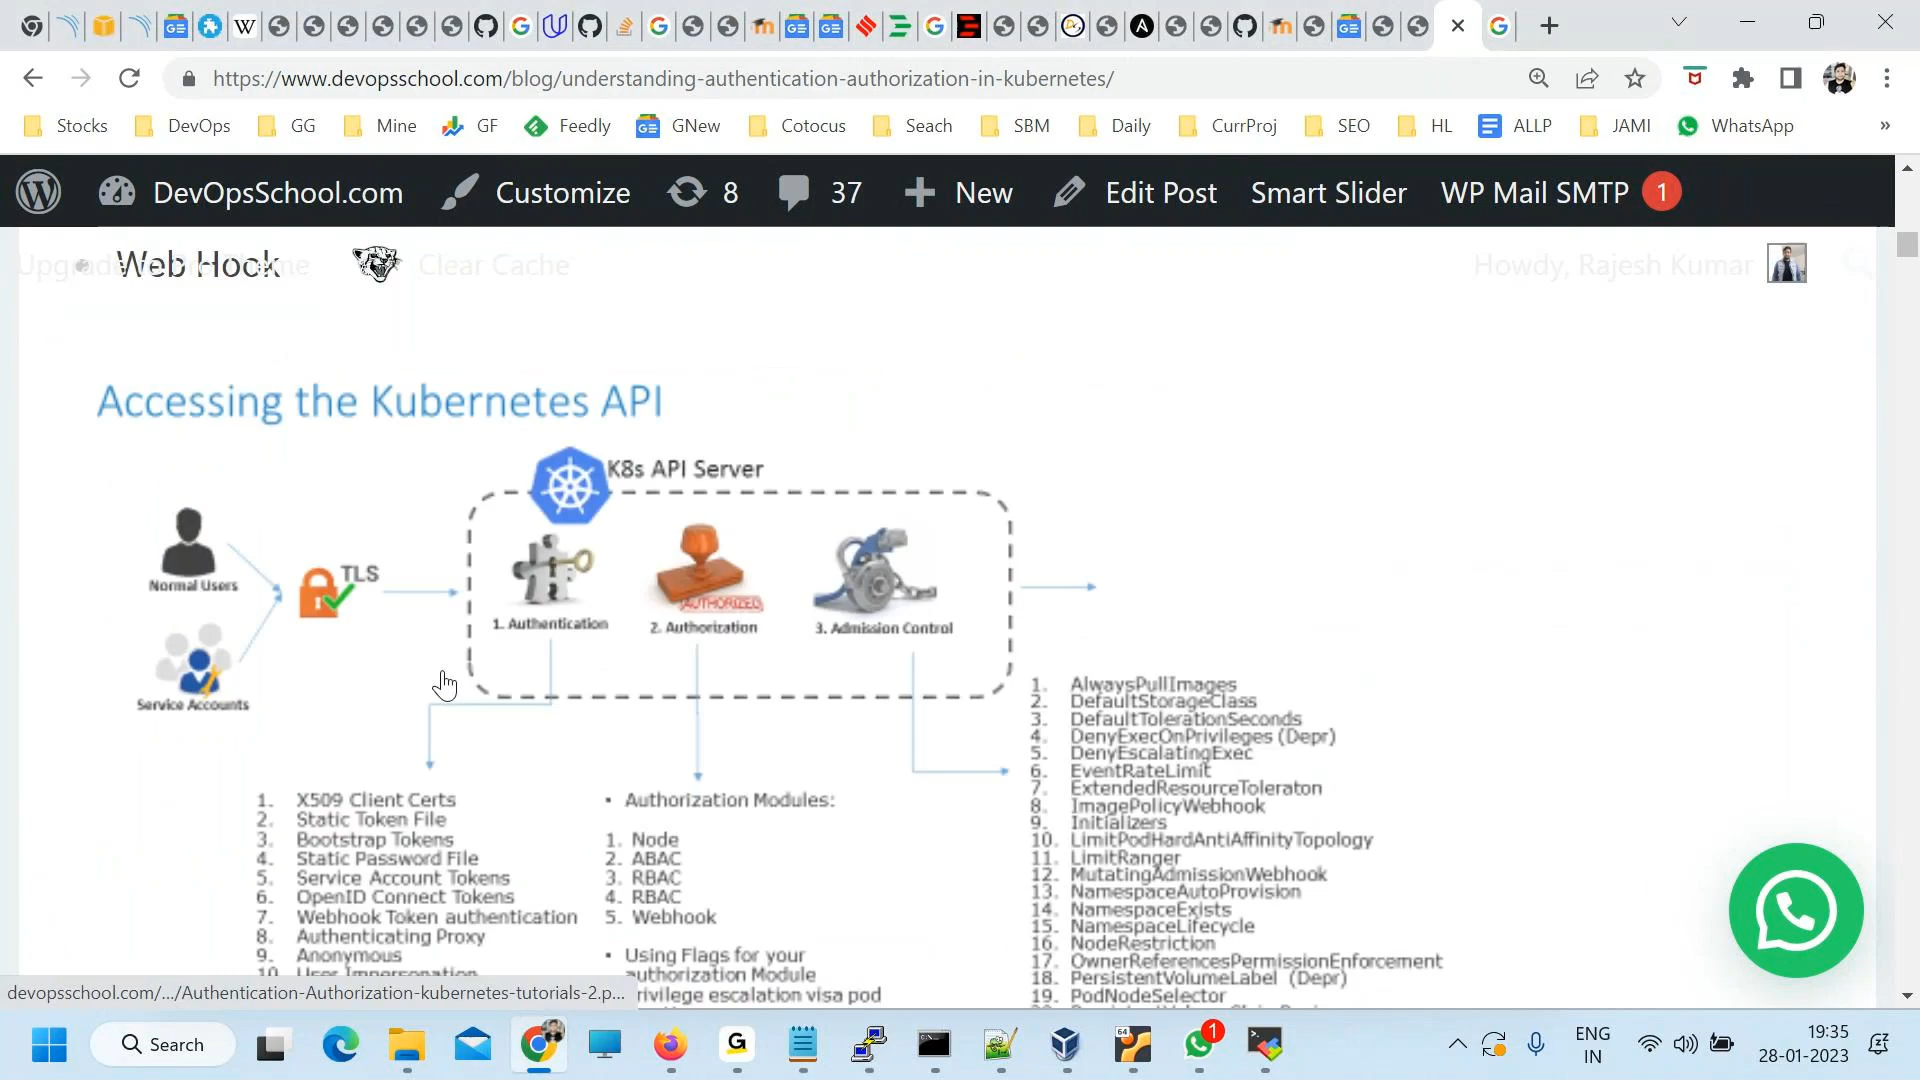 https://www.devopsschool.com/blog/understanding-authentication-authorization-in-kubernetes/
Stocks DevOps GG Mine GF Feedly GNew Cotocus Seach SBM Daily CurrProj SEO HL ALLP JAMI WhatsApp »
DevOpsSchool.com Customize 8 37 New Edit Post Smart Slider WP Mail SMTP 1
Web Hook Clear Cache Howdy, Rajesh Kumar
Accessing the Kubernetes API
K8s API Server
Normal Users
TLS
Service Accounts
AUTHORIZED
1. Authentication
2. Authorization
3. Admission Control
1. X509 Client Certs
2. Static Token File
3. Bootstrap Tokens
4. Static Password File
5. Service Account Tokens
6. OpenID Connect Tokens
7. Webhook Token authentication
8. Authenticating Proxy
9. Anonymous
10. User Impersonation
• Authorization Modules:
1. Node
2. ABAC
3. RBAC
4. RBAC
5. Webhook
• Using Flags for your
authorization Module
rivilege escalation visa pod
1. AlwaysPullImages
2. DefaultStorageClass
3. DefaultTolerationSeconds
4. DenyExecOnPrivileges (Depr)
5. DenyEscalatingExec
6. EventRateLimit
7. ExtendedResourceToleraton
8. ImagePolicyWebhook
9. Initializers
10. LimitPodHardAntiAffinityTopology
11. LimitRanger
12. MutatingAdmissionWebhook
13. NamespaceAutoProvision
14. NamespaceExists
15. NamespaceLifecycle
16. NodeRestriction
17. OwnerReferencesPermissionEnforcement
18. PersistentVolumeLabel (Depr)
19. PodNodeSelector
devopsschool.com/.../Authentication-Authorization-kubernetes-tutorials-2.p...
Search
1
ENG
IN
19:35
28-01-2023